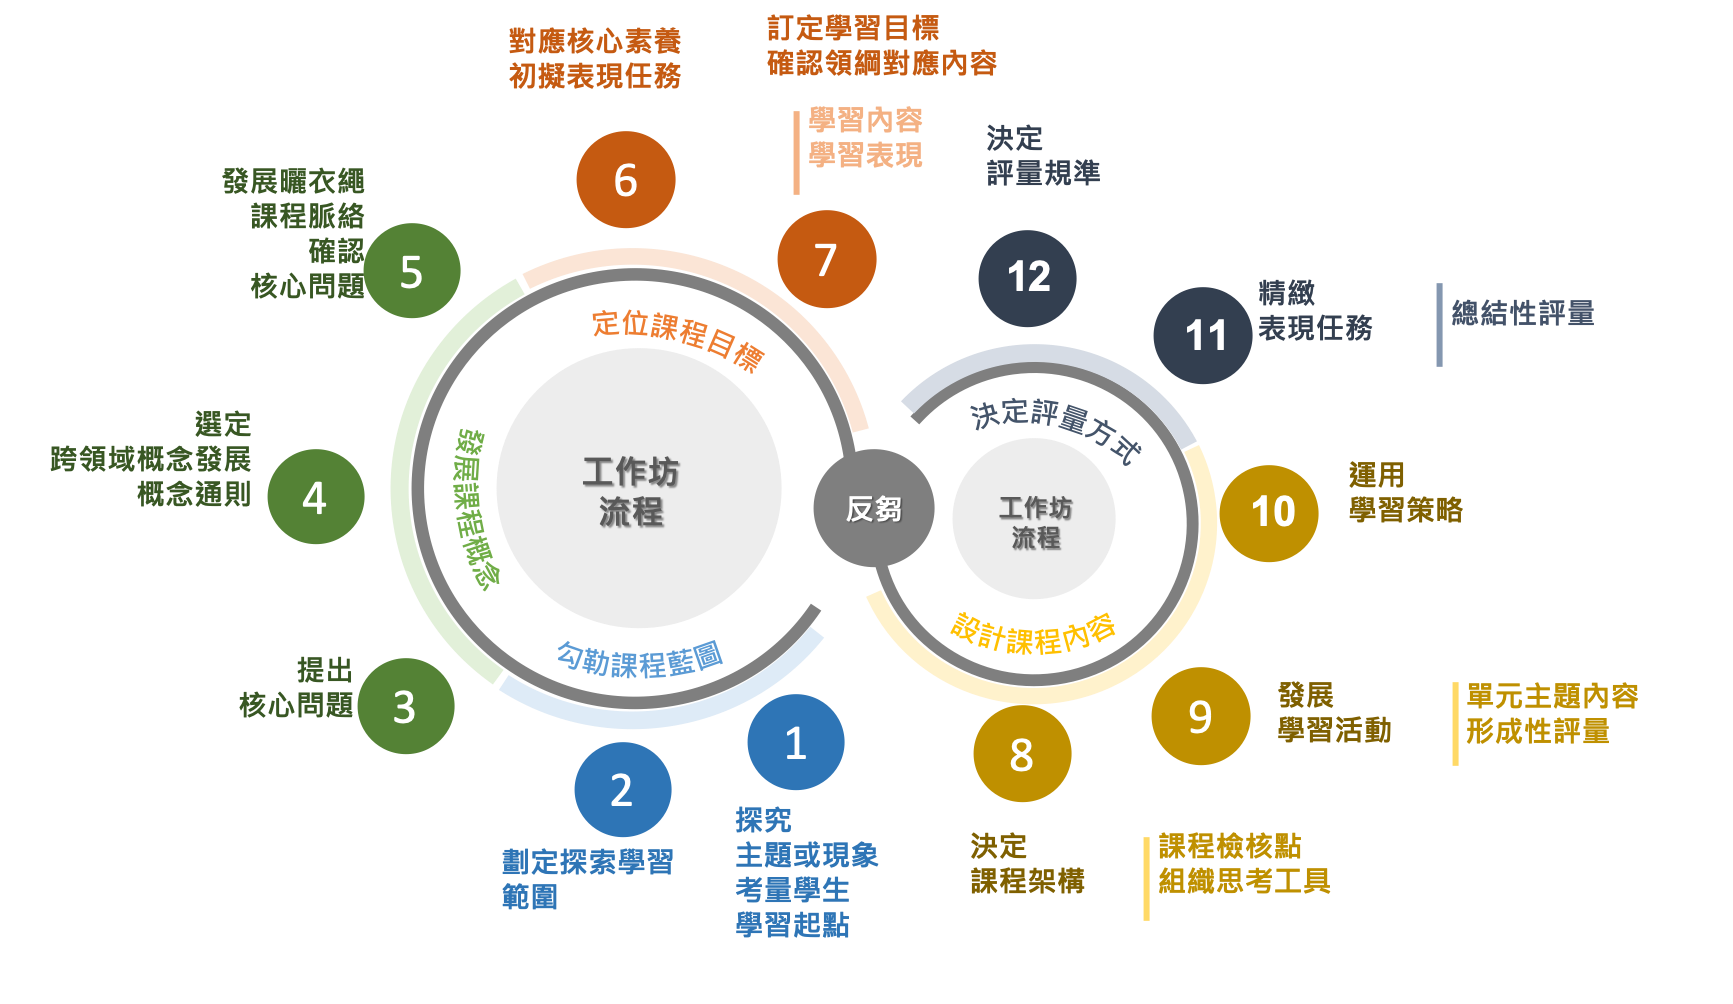 對應核心素養
初擬表現任務
訂定學習目標
確認領綱對應內容
學習內容
學習表現
決定
評量規準
發展曬衣繩
課程脈絡
確認
核心問題
6
7
5
12
11
精緻
表現任務
總結性評量
定位課程目標
決定評量方式
選定
跨領域概念發展
概念通則
4
發展課程概念
工作坊
流程
反芻
工作坊
流程
10
運用
學習策略
勾勒課程藍圖
設計課程內容
提出
核心問題
3
1
2
8
9
發展
學習活動
單元主題內容
形成性評量
劃定探索學習
範圍
探究
主題或現象
考量學生
學習起點
決定
課程架構
課程檢核點
組織思考工具